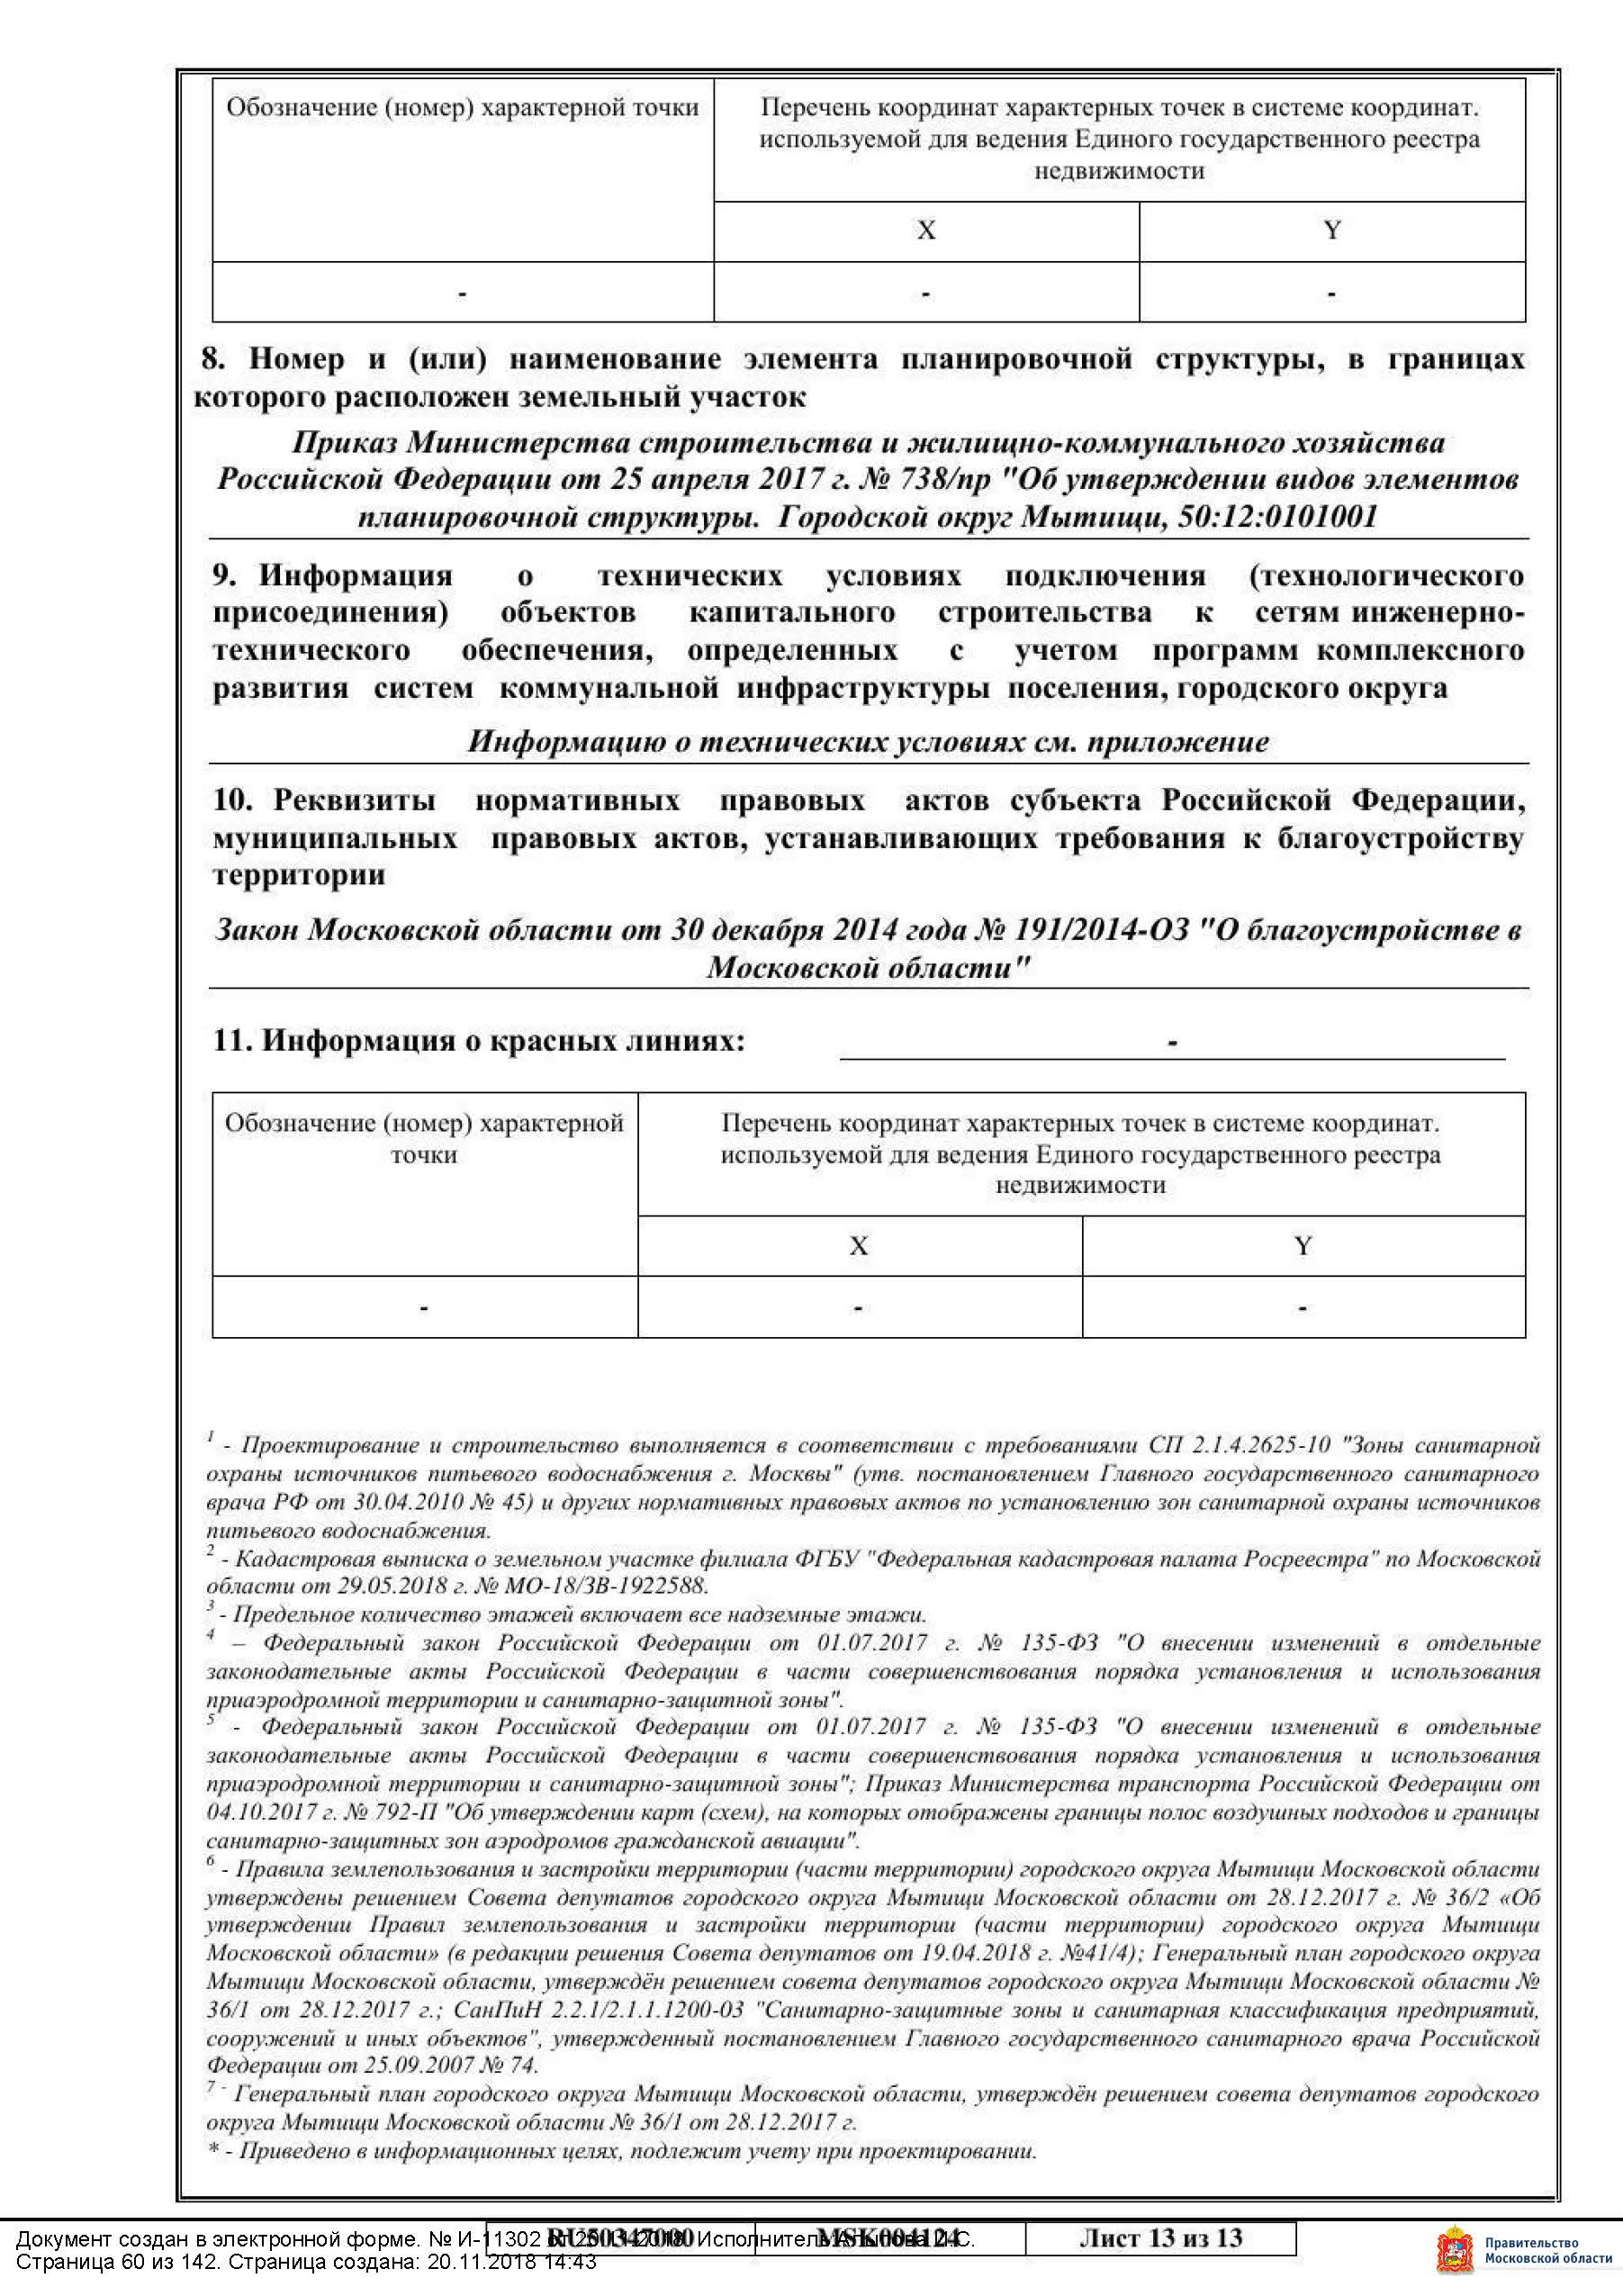 Обозначение (номер) характерной точки
Перечень координат характерных точек в системе координат.
используемой для ведения Единого государственного реестра
недвижимости
X
Y
-
-
-
8. Номер и (или) наименование элемента планировочной структуры, в границах
которого расположен земельный участок
Приказ Министерства строительства и жилищно-коммунального хозяйства
Российской Федерации от 25 апреля 2017 г. № 738/пр "Об утверждении видов элементов
планировочной структуры. Городской округ Мытищи, 50:12:0101001
9. Информация о технических условиях подключения (технологического
присоединения) объектов капитального строительства к сетям инженерно-
технического обеспечения, определенных с учетом программ комплексного
развития систем коммунальной инфраструктуры поселения, городского округа
Информацию о технических условиях см. приложение
10. Реквизиты нормативных правовых актов субъекта Российской Федерации,
муниципальных правовых актов, устанавливающих требования к благоустройству
территории
Закон Московской области от 30 декабря 2014 года № 191/2014-ОЗ "О благоустройстве в
Московской области"
11. Информация о красных линиях:
-
Обозначение (номер) характерной
точки
Перечень координат характерных точек в системе координат.
используемой для ведения Единого государственного реестра
недвижимости
X
Y
-
-
-
1 - Проектирование и строительство выполняется в соответствии с требованиями СП 2.1.4.2625-10 "Зоны санитарной
охраны источников питьевого водоснабжения г. Москвы" (утв. постановлением Главного государственного санитарного
врача РФ от 30.04.2010 № 45) и других нормативных правовых актов по установлению зон санитарной охраны источников
питьевого водоснабжения.
2 - Кадастровая выписка о земельном участке филиала ФГБУ "Федеральная кадастровая палата Росреестра" по Московской
области от 29.05.2018 г. № МО-18/ЗВ-1922588.
3 - Предельное количество этажей включает все надземные этажи.
4 – Федеральный закон Российской Федерации от 01.07.2017 г. № 135-ФЗ "О внесении изменений в отдельные
законодательные акты Российской Федерации в части совершенствования порядка установления и использования
приаэродромной территории и санитарно-защитной зоны".
5 - Федеральный закон Российской Федерации от 01.07.2017 г. № 135-ФЗ "О внесении изменений в отдельные
законодательные акты Российской Федерации в части совершенствования порядка установления и использования
приаэродромной территории и санитарно-защитной зоны"; Приказ Министерства транспорта Российской Федерации от
04.10.2017 г. № 792-П "Об утверждении карт (схем), на которых отображены границы полос воздушных подходов и границы
санитарно-защитных зон аэродромов гражданской авиации".
6 - Правила землепользования и застройки территории (части территории) городского округа Мытищи Московской области
утверждены решением Совета депутатов городского округа Мытищи Московской области от 28.12.2017 г. № 36/2 «Об
утверждении Правил землепользования и застройки территории (части территории) городского округа Мытищи
Московской области» (в редакции решения Совета депутатов от 19.04.2018 г. №41/4); Генеральный план городского округа
Мытищи Московской области, утверждён решением совета депутатов городского округа Мытищи Московской области №
36/1 от 28.12.2017 г.; СанПиН 2.2.1/2.1.1.1200-03 "Санитарно-защитные зоны и санитарная классификация предприятий,
сооружений и иных объектов", утвержденный постановлением Главного государственного санитарного врача Российской
Федерации от 25.09.2007 № 74.
7 - Генеральный план городского округа Мытищи Московской области, утверждён решением совета депутатов городского
округа Мытищи Московской области № 36/1 от 28.12.2017 г.
* - Приведено в информационных целях, подлежит учету при проектировании.
Документ создан в электронной форме. № И-11302 от 20.11.2018. Исполнитель
RU50347000
MSK004124
Лист 13 из 13
Страница 60 из 142. Страница создана: 20.11.2018 14:43
Правительство
Московской области